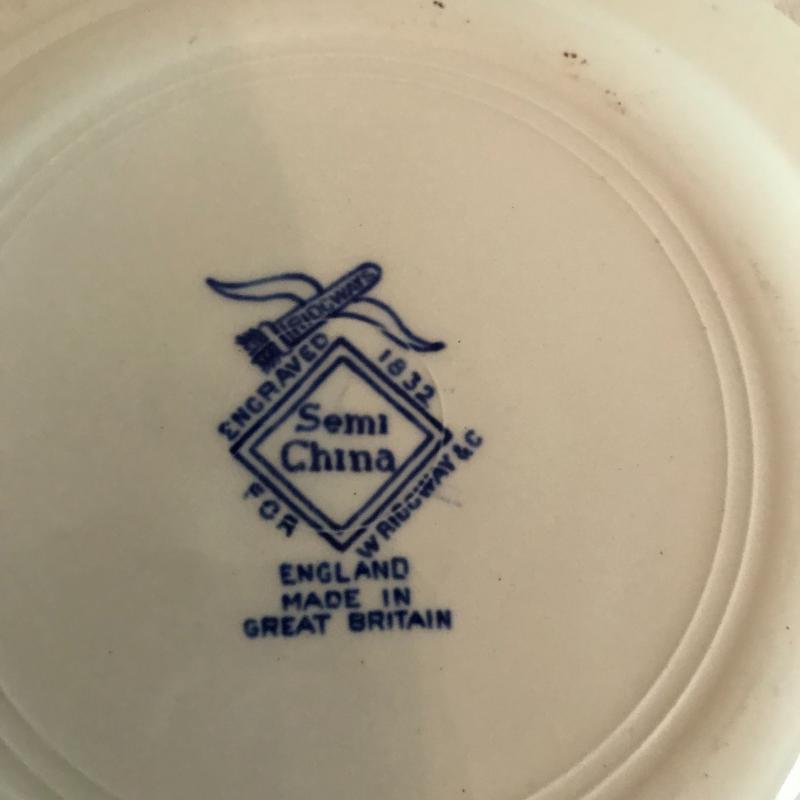 RIDGWAYS
ENGRAVED 1832
Semi
China
FOR W RIDGWAY & C
ENGLAND
MADE IN
GREAT BRITAIN